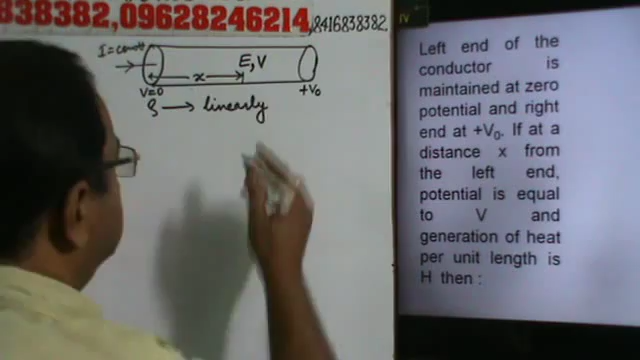 838382,09628246214,8416838382.
I = const
E, V
x
V=0
+V₀
ρ → linearly
IV
Left end of the
conductor is
maintained at zero
potential and right
end at +V₀. If at a
distance x from
the left end,
potential is equal
to V and
generation of heat
per unit length is
H then :